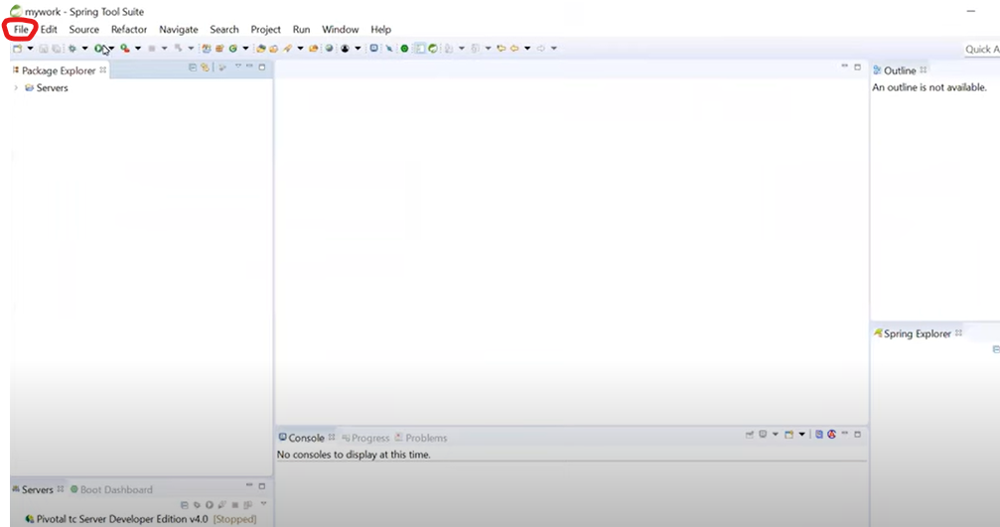 mywork - Spring Tool Suite
File Edit Source Refactor Navigate Search Project Run Window Help
Quick A
Package Explorer
Servers
Outline
An outline is not available.
Spring Explorer
Console Progress Problems
No consoles to display at this time.
Servers Boot Dashboard
Pivotal tc Server Developer Edition v4.0 [Stopped]